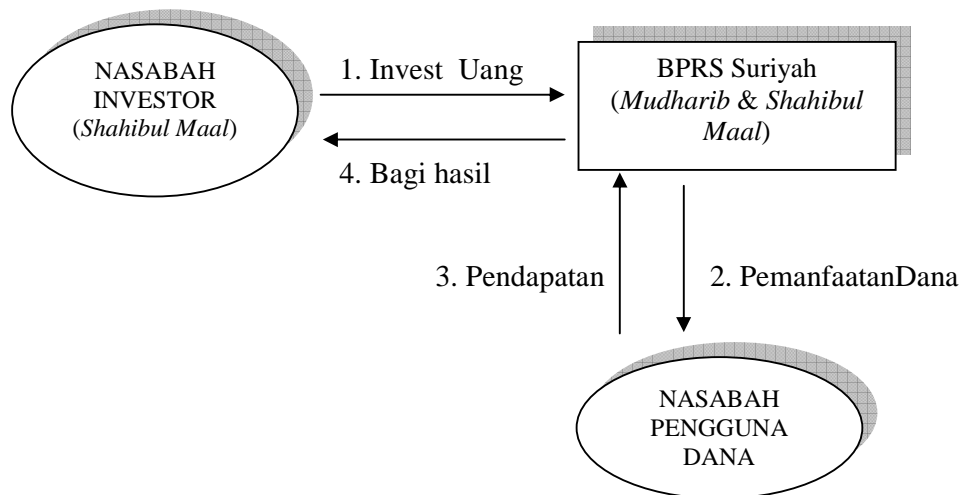 NASABAH
INVESTOR
(Shahibul Maal)
1. Invest Uang
4. Bagi hasil
BPRS Suriyah
(Mudharib & Shahibul
Maal)
3. Pendapatan
2. PemanfaatanDana
NASABAH
PENGGUNA
DANA